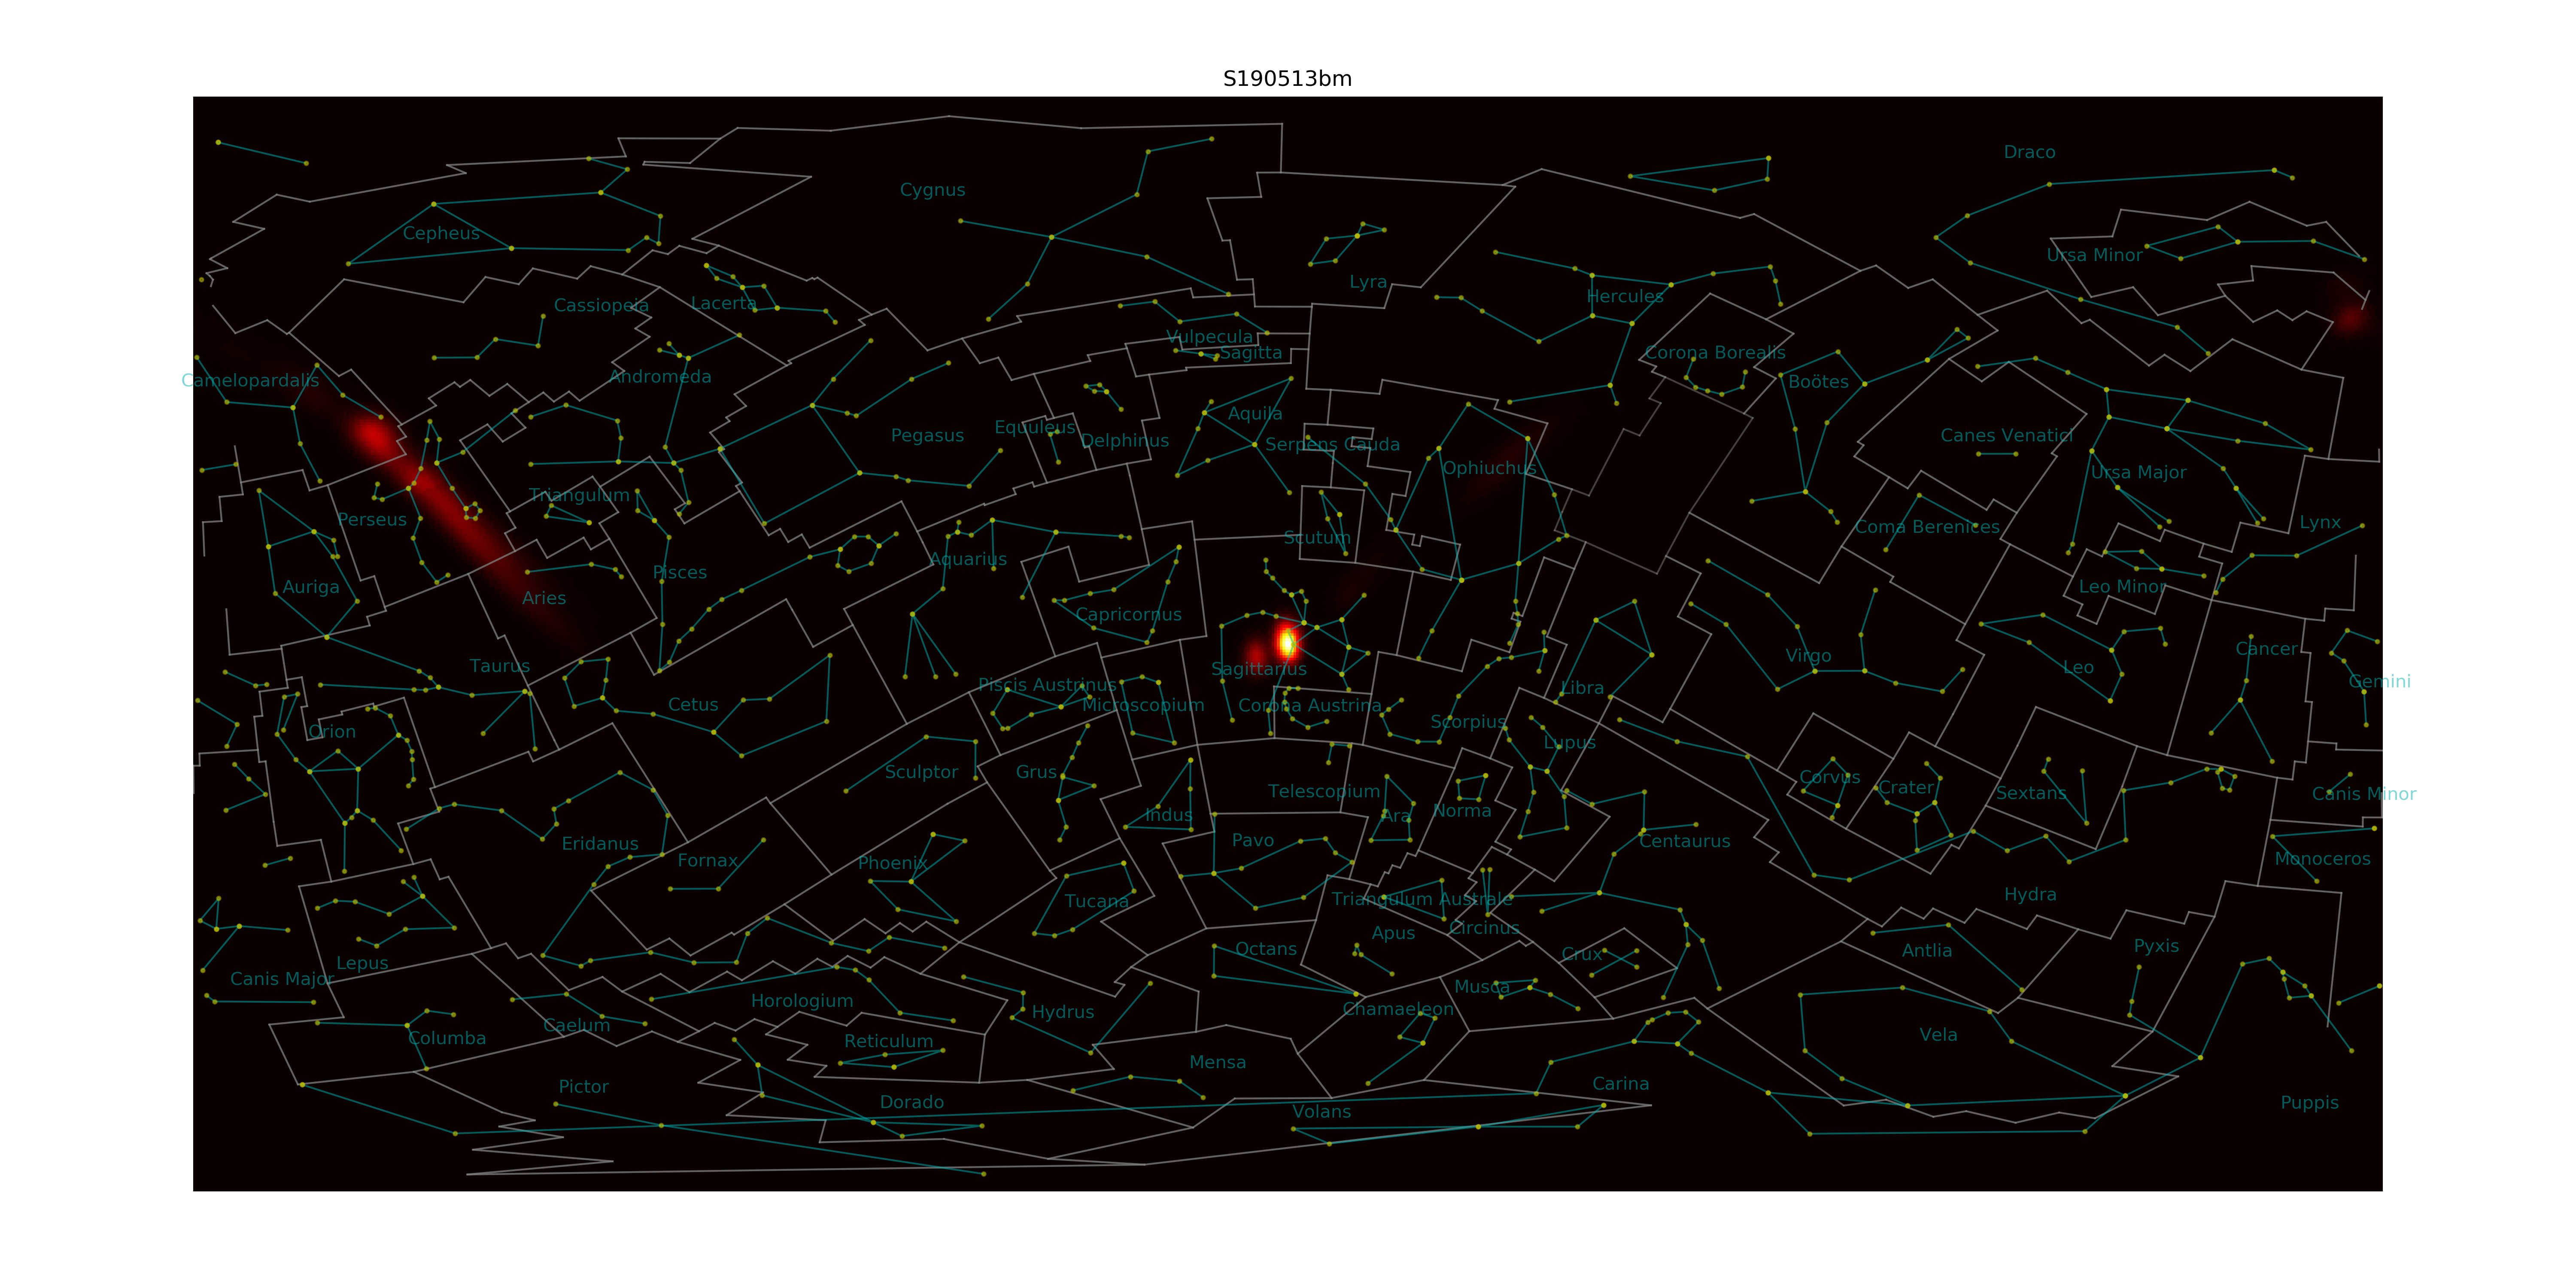 S190513bm
Draco
Cygnus
Cepheus
Ursa Minor
Lyra
Hercules
Cassiopeia
Lacerta
Vulpecula
Sagitta
Corona Borealis
Camelopardalis
Andromeda
Boötes
Aquila
Equuleus
Delphinus
Pegasus
Serpens Cauda
Canes Venatici
Ophiuchus
Ursa Major
Triangulum
Perseus
Scutum
Coma Berenices
Lynx
Aquarius
Pisces
Auriga
Aries
Capricornus
Leo Minor
Taurus
Sagittarius
Virgo
Leo
Cancer
Gemini
Piscis Austrinus
Libra
Cetus
Microscopium
Corona Austrina
Scorpius
Orion
Lupus
Sculptor
Grus
Corvus
Crater
Sextans
Canis Minor
Telescopium
Indus
Ara
Norma
Eridanus
Pavo
Centaurus
Fornax
Phoenix
Monoceros
Hydra
Tucana
Triangulum Australe
Circinus
Apus
Octans
Crux
Antlia
Pyxis
Lepus
Canis Major
Musca
Horologium
Hydrus
Chamaeleon
Caelum
Columba
Reticulum
Vela
Mensa
Pictor
Carina
Dorado
Volans
Puppis